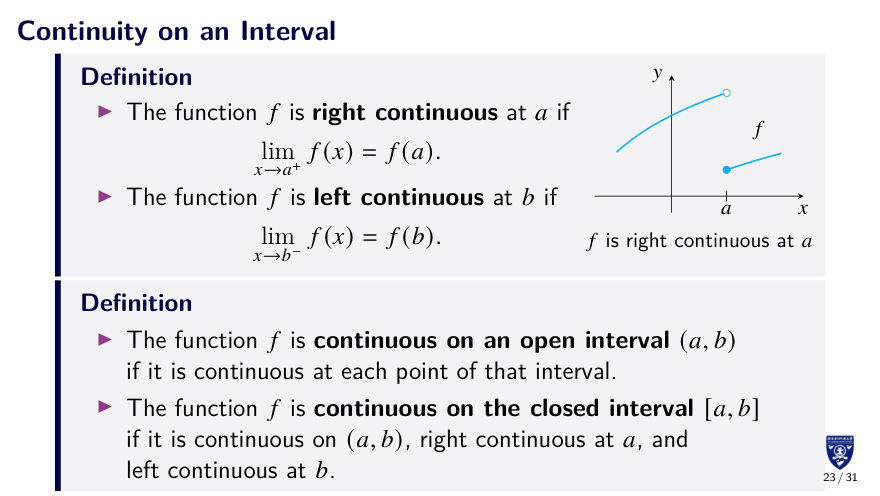 Continuity on an Interval
Definition
▶ The function f is right continuous at a if
lim f(x) = f(a).
x→a⁺
▶ The function f is left continuous at b if
lim f(x) = f(b).
x→b⁻
y
f
a
x
f is right continuous at a
Definition
▶ The function f is continuous on an open interval (a, b)
if it is continuous at each point of that interval.
▶ The function f is continuous on the closed interval [a, b]
if it is continuous on (a, b), right continuous at a, and
left continuous at b.
23 / 31